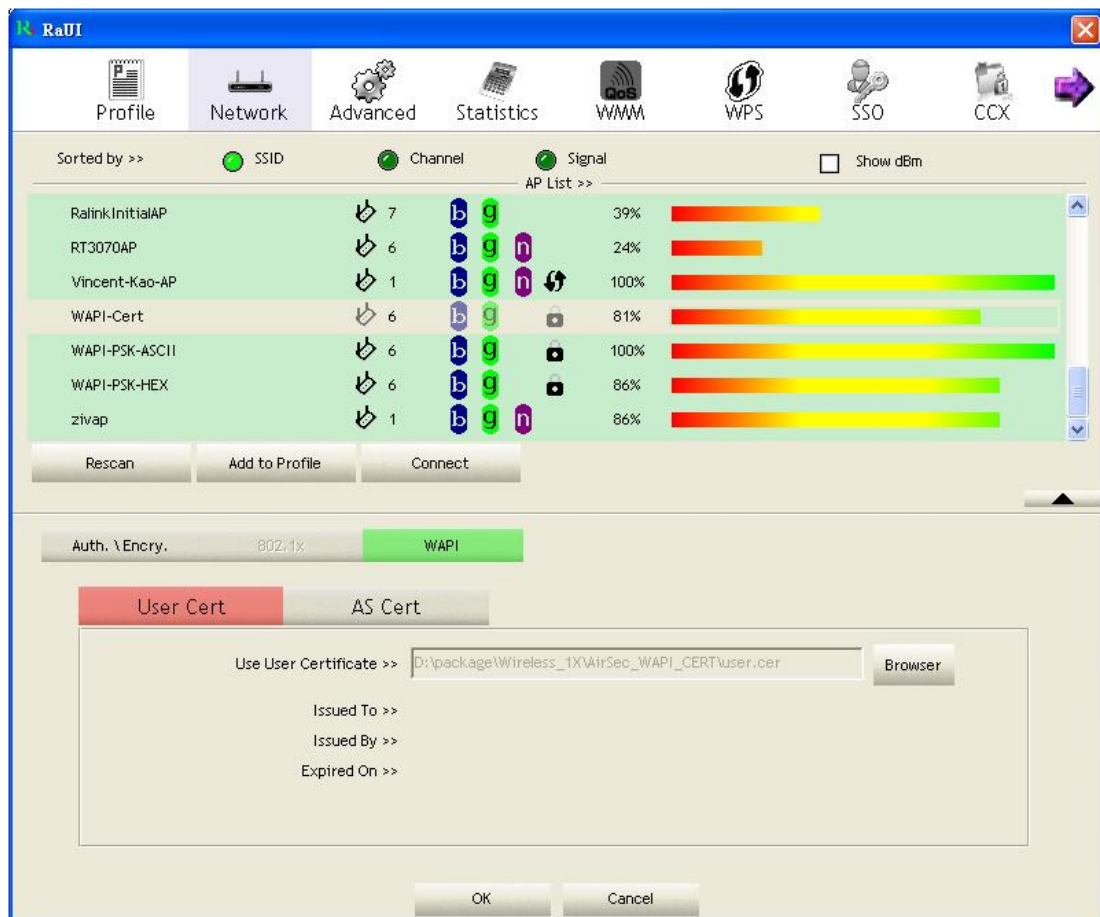 RaUI
Profile Network Advanced Statistics QoS WMM WPS SSO CCX
Sorted by >> SSID Channel Signal Show dBm
AP List >>
RalinkInitialAP 7 b g 39%
RT3070AP 6 b g n 24%
Vincent-Kao-AP 1 b g n 100%
WAPI-Cert 6 b g 81%
WAPI-PSK-ASCII 6 b g 100%
WAPI-PSK-HEX 6 b g 86%
zivap 1 b g n 86%
Rescan Add to Profile Connect
Auth. \ Encry. 802.1x WAPI
User Cert AS Cert
Use User Certificate >> D:\package\Wireless_1X\AirSec_WAPI_CERT\user.cer Browser
Issued To >>
Issued By >>
Expired On >>
OK Cancel